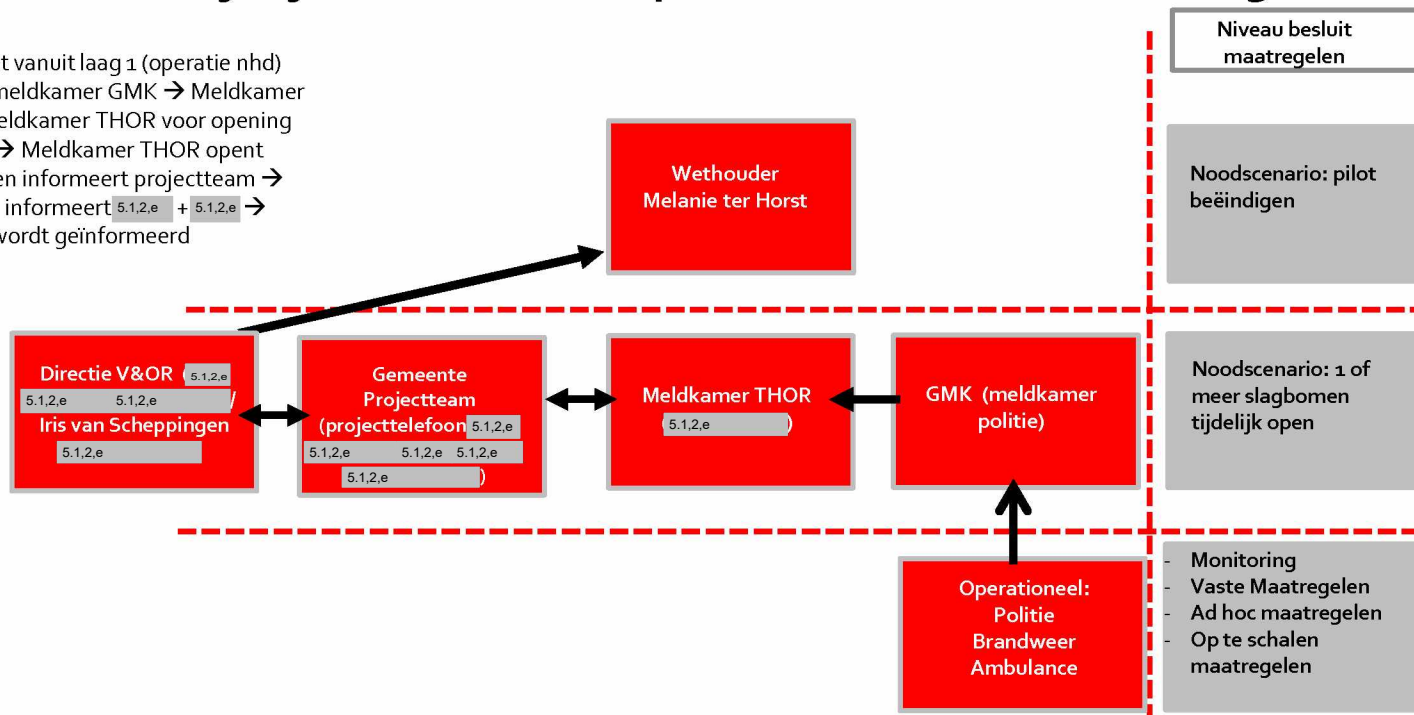 t vanuit laag 1 (operatie nhd)
meldkamer GMK → Meldkamer
eldkamer THOR voor opening
→ Meldkamer THOR opent
en informeert projectteam →
informeert 5.1,2,e + 5.1,2,e →
wordt geïnformeerd
Niveau besluit
maatregelen
Wethouder
Melanie ter Horst
Noodscenario: pilot
beëindigen
Directie V&OR ( 5.1,2,e
5.1,2,e 5.1,2,e /
Iris van Scheppingen
5.1,2,e
Gemeente
Projectteam
(projecttelefoon 5.1,2,e
5.1,2,e 5.1,2,e 5.1,2,e
5.1,2,e )
Meldkamer THOR
( 5.1,2,e )
GMK (meldkamer
politie)
Noodscenario: 1 of
meer slagbomen
tijdelijk open
Operationeel:
Politie
Brandweer
Ambulance
- Monitoring
- Vaste Maatregelen
- Ad hoc maatregelen
- Op te schalen
maatregelen